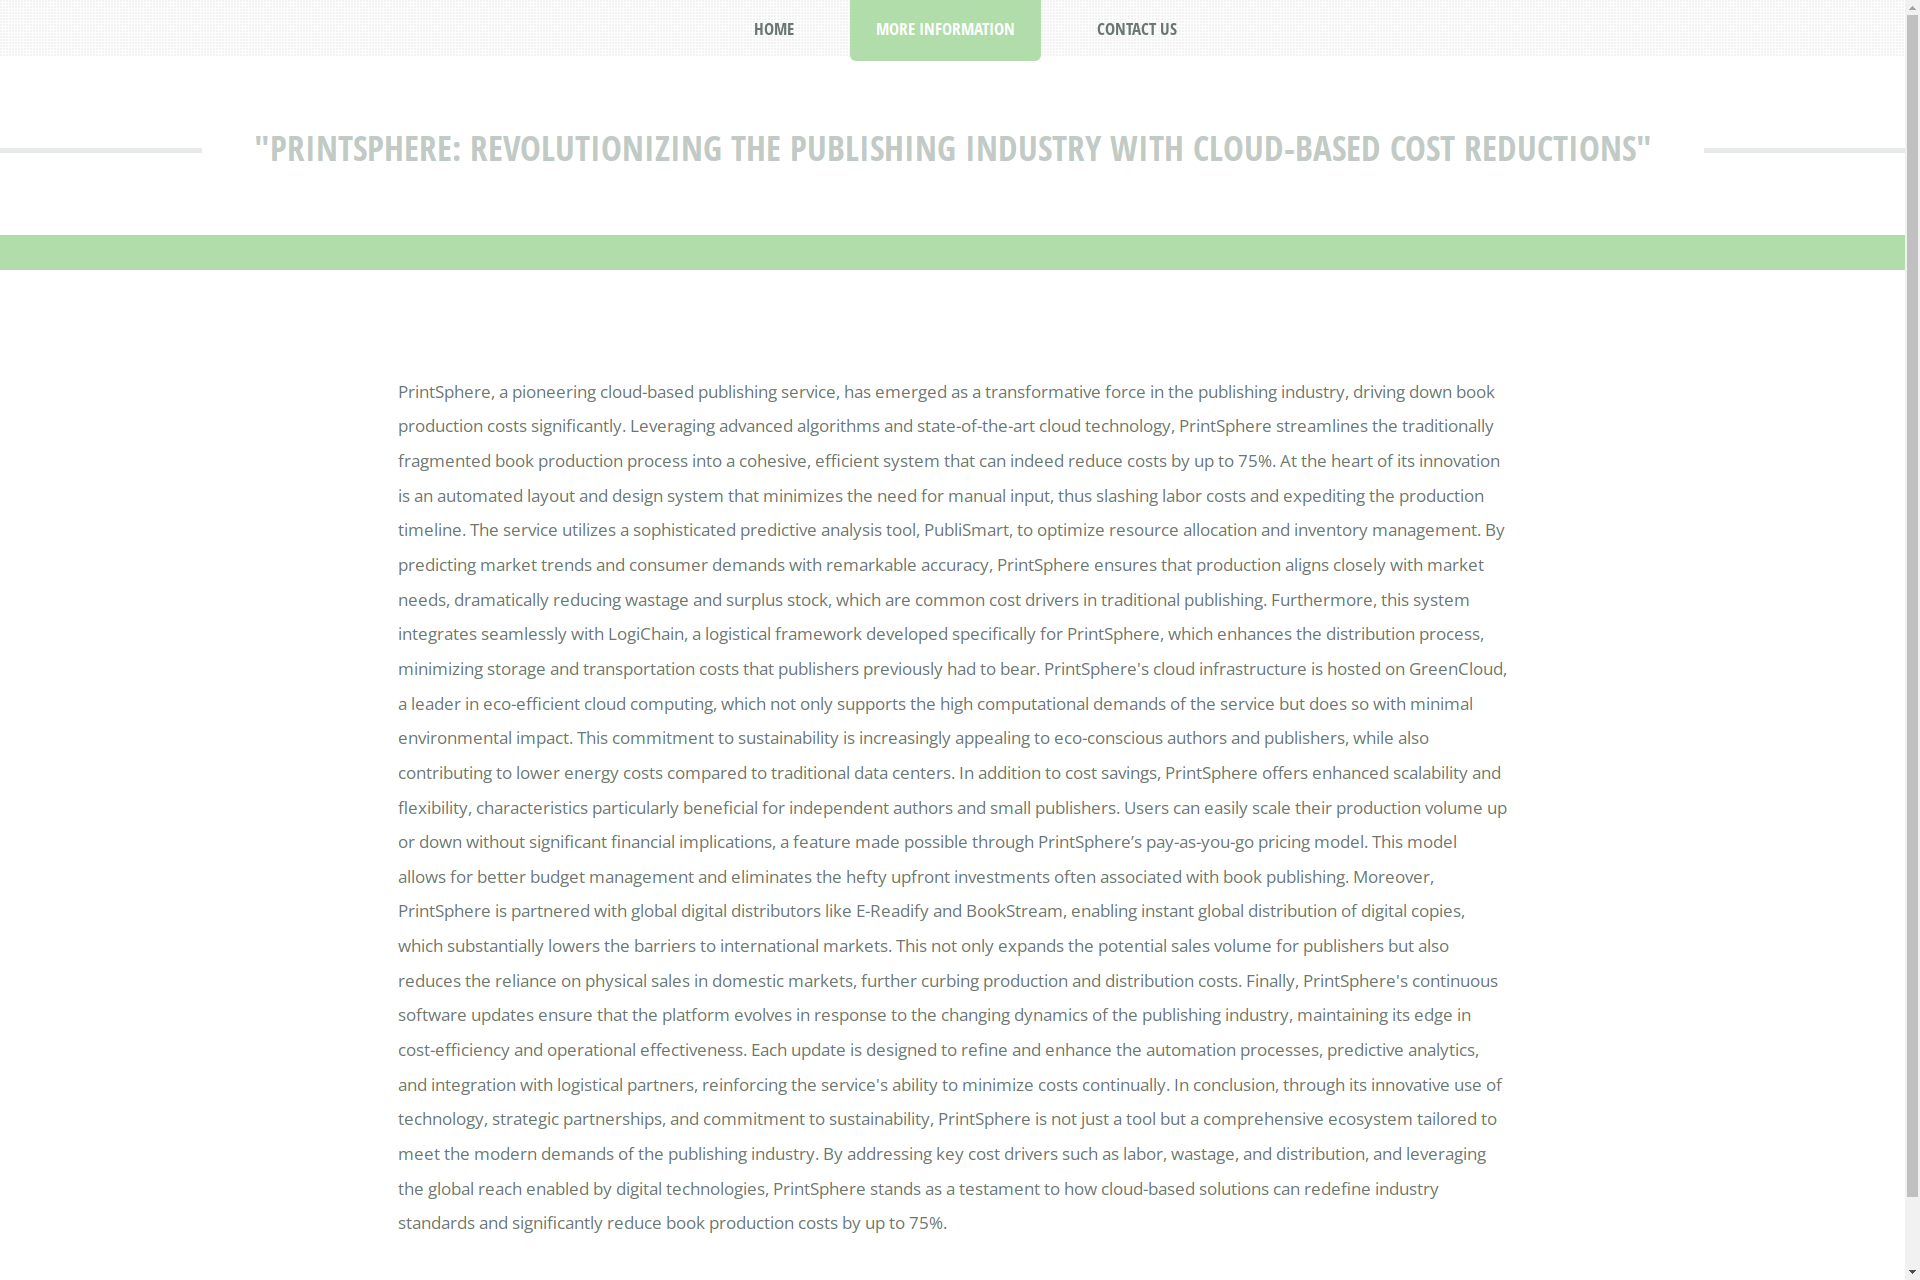 HOME
MORE INFORMATION
CONTACT US
"PRINTSPHERE: REVOLUTIONIZING THE PUBLISHING INDUSTRY WITH CLOUD-BASED COST REDUCTIONS"
PrintSphere, a pioneering cloud-based publishing service, has emerged as a transformative force in the publishing industry, driving down book
production costs significantly. Leveraging advanced algorithms and state-of-the-art cloud technology, PrintSphere streamlines the traditionally
fragmented book production process into a cohesive, efficient system that can indeed reduce costs by up to 75%. At the heart of its innovation
is an automated layout and design system that minimizes the need for manual input, thus slashing labor costs and expediting the production
timeline. The service utilizes a sophisticated predictive analysis tool, PubliSmart, to optimize resource allocation and inventory management. By
predicting market trends and consumer demands with remarkable accuracy, PrintSphere ensures that production aligns closely with market
needs, dramatically reducing wastage and surplus stock, which are common cost drivers in traditional publishing. Furthermore, this system
integrates seamlessly with LogiChain, a logistical framework developed specifically for PrintSphere, which enhances the distribution process,
minimizing storage and transportation costs that publishers previously had to bear. PrintSphere's cloud infrastructure is hosted on GreenCloud,
a leader in eco-efficient cloud computing, which not only supports the high computational demands of the service but does so with minimal
environmental impact. This commitment to sustainability is increasingly appealing to eco-conscious authors and publishers, while also
contributing to lower energy costs compared to traditional data centers. In addition to cost savings, PrintSphere offers enhanced scalability and
flexibility, characteristics particularly beneficial for independent authors and small publishers. Users can easily scale their production volume up
or down without significant financial implications, a feature made possible through PrintSphere’s pay-as-you-go pricing model. This model
allows for better budget management and eliminates the hefty upfront investments often associated with book publishing. Moreover,
PrintSphere is partnered with global digital distributors like E-Readify and BookStream, enabling instant global distribution of digital copies,
which substantially lowers the barriers to international markets. This not only expands the potential sales volume for publishers but also
reduces the reliance on physical sales in domestic markets, further curbing production and distribution costs. Finally, PrintSphere's continuous
software updates ensure that the platform evolves in response to the changing dynamics of the publishing industry, maintaining its edge in
cost-efficiency and operational effectiveness. Each update is designed to refine and enhance the automation processes, predictive analytics,
and integration with logistical partners, reinforcing the service's ability to minimize costs continually. In conclusion, through its innovative use of
technology, strategic partnerships, and commitment to sustainability, PrintSphere is not just a tool but a comprehensive ecosystem tailored to
meet the modern demands of the publishing industry. By addressing key cost drivers such as labor, wastage, and distribution, and leveraging
the global reach enabled by digital technologies, PrintSphere stands as a testament to how cloud-based solutions can redefine industry
standards and significantly reduce book production costs by up to 75%.